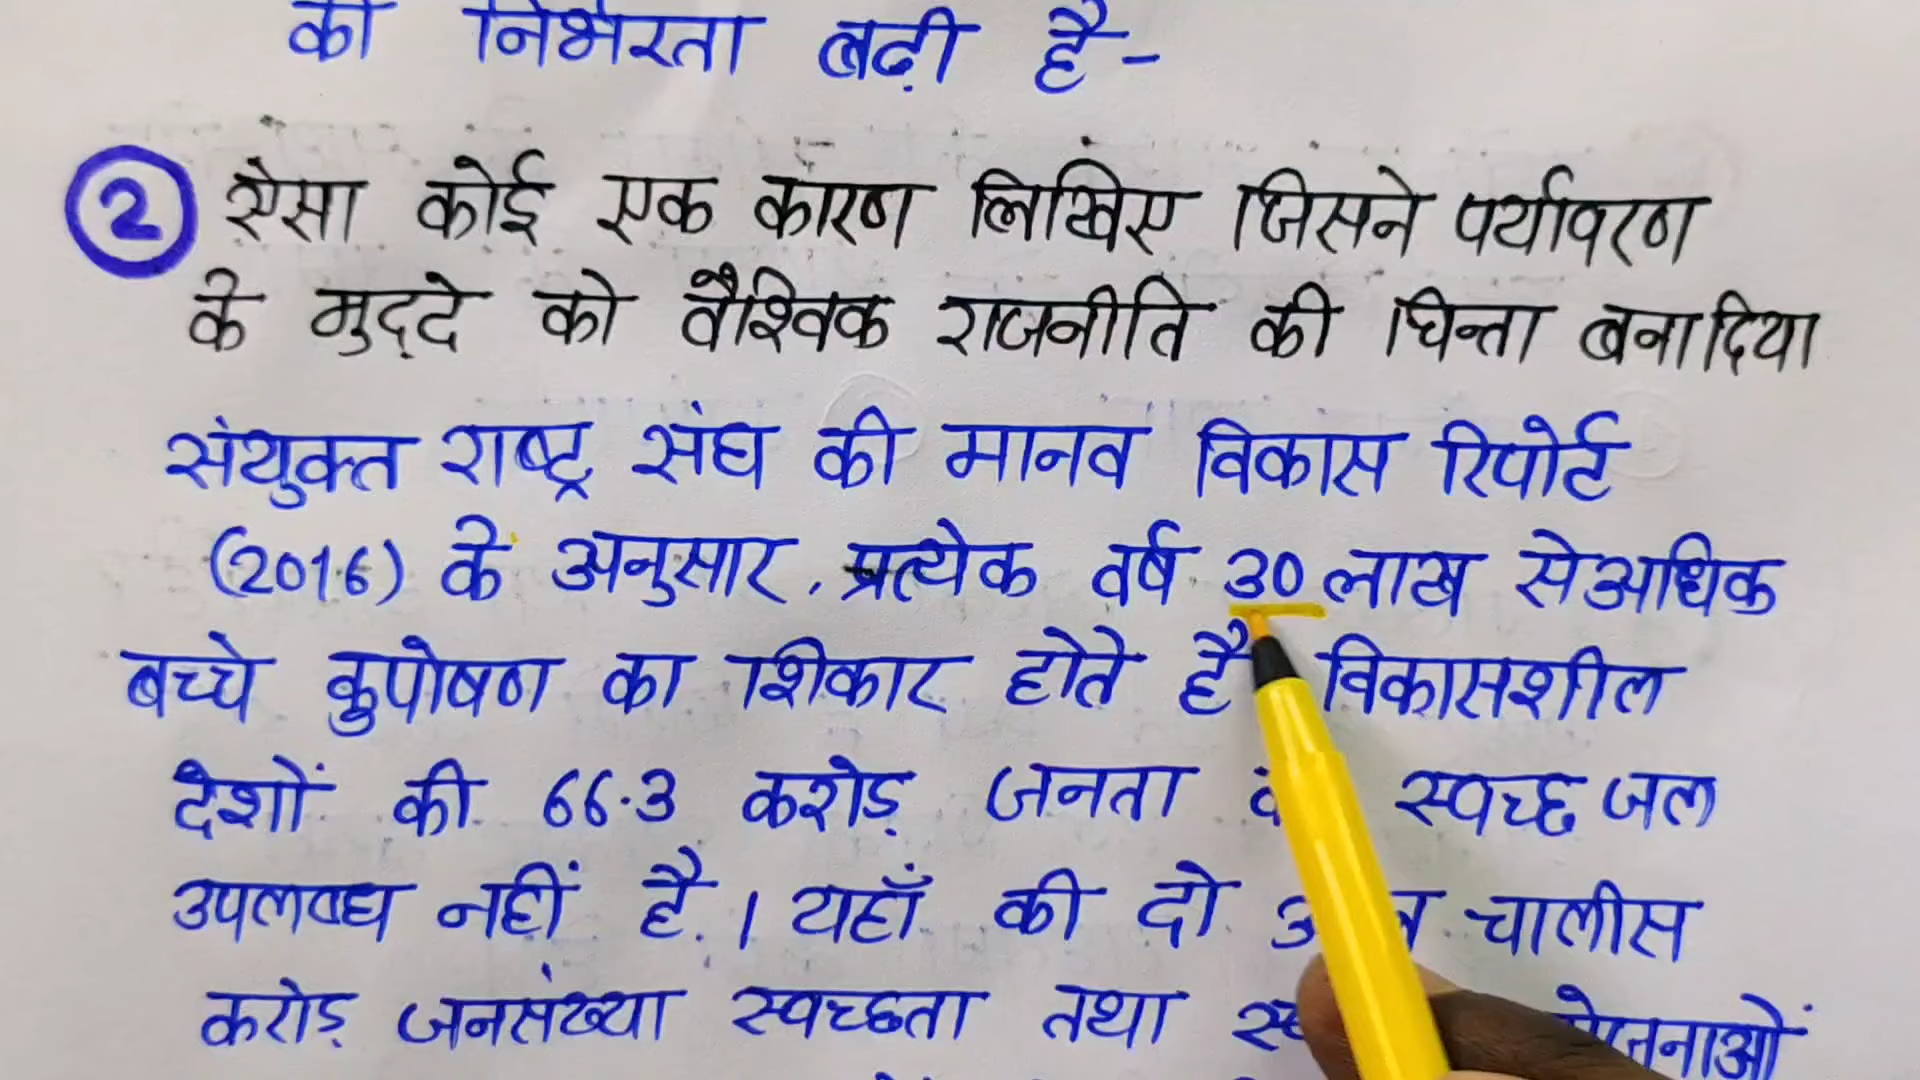 की निर्भरता बढ़ी है -
2 ऐसा कोई एक कारण लिखिए जिसने पर्यावरण
के मुद्दे को वैश्विक राजनीति की चिन्ता बना दिया
संयुक्त राष्ट्र संघ की मानव विकास रिपोर्ट
(2016) के अनुसार, प्रत्येक वर्ष 30 लाख से अधिक
बच्चे कुपोषण का शिकार होते है विकासशील
देशों की 66.3 करोड़ जनता स्वच्छ जल
उपलब्ध नहीं है। यहाँ की दो चालीस
करोड़ जनसंख्या स्वच्छता तथा